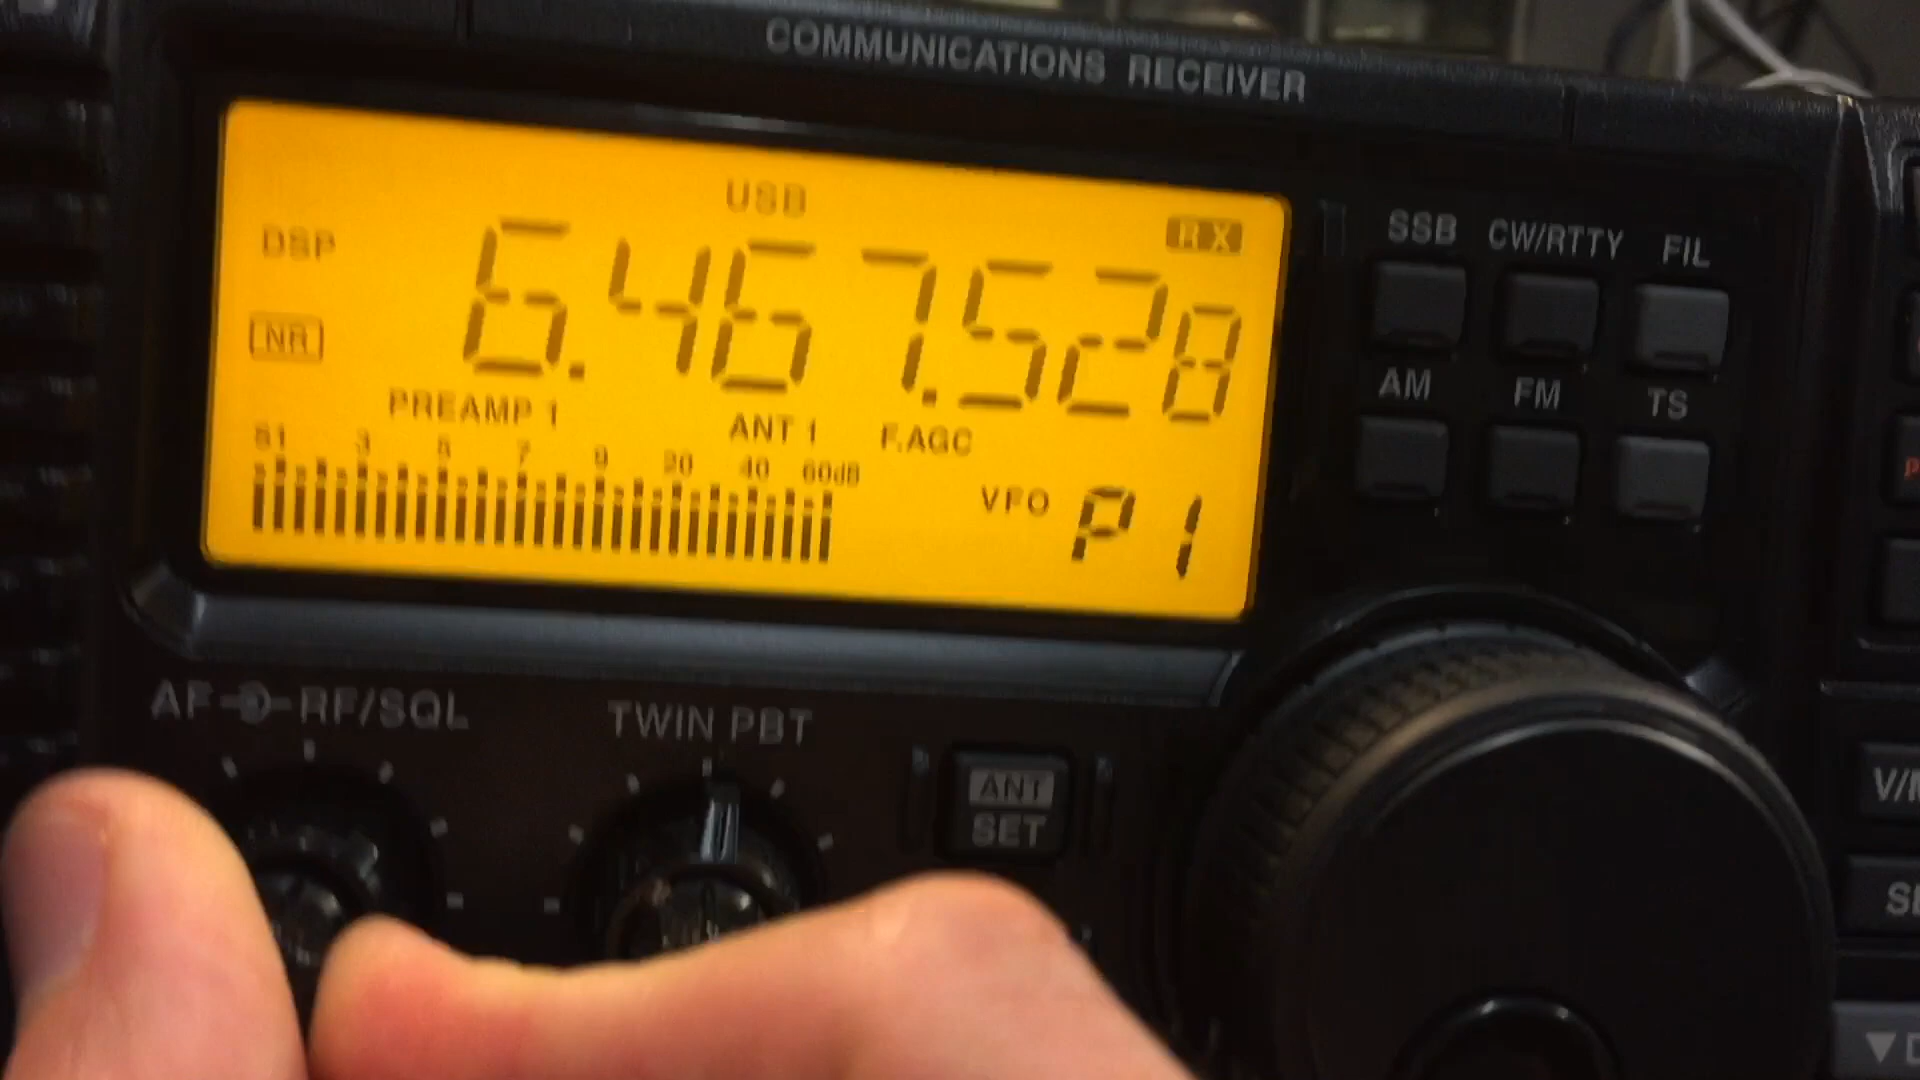 COMMUNICATIONS RECEIVER
USB
RX
DSP
6.467.528
NR
PREAMP 1
ANT 1
F.AGC
S1 3 5 7 9 20 40 60dB
VFO P1
SSB CW/RTTY FIL
AM FM TS
AF RF/SQL
TWIN PBT
ANT
SET